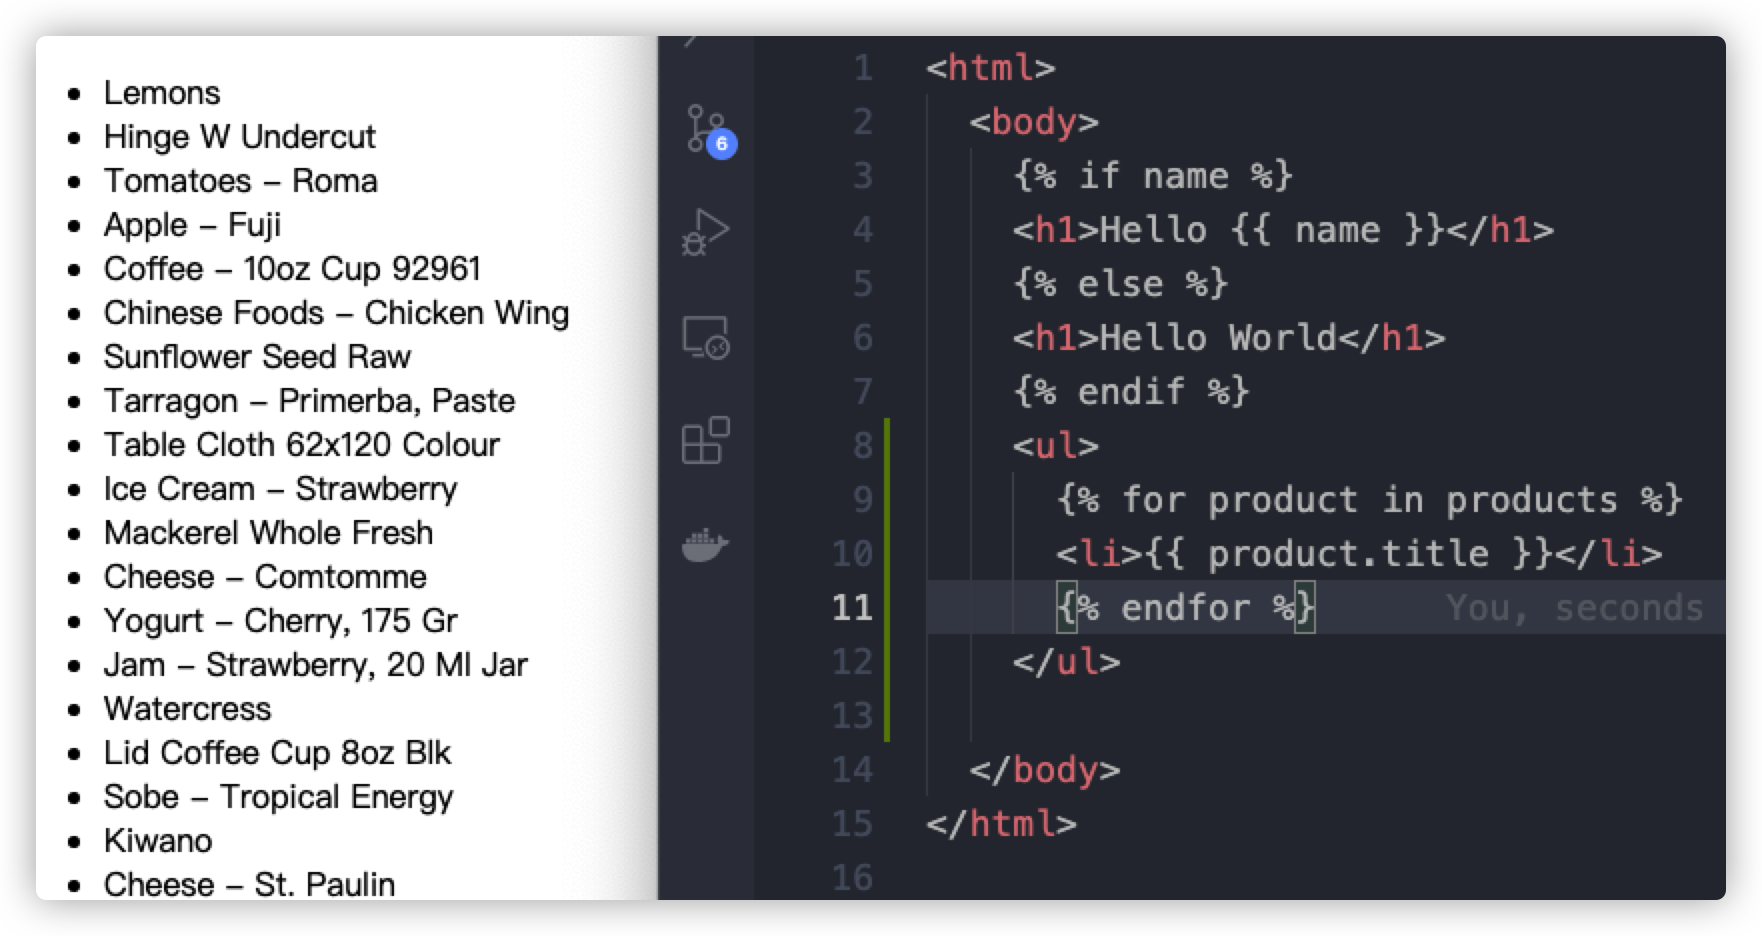 Lemons
Hinge W Undercut
Tomatoes – Roma
Apple – Fuji
Coffee – 10oz Cup 92961
Chinese Foods – Chicken Wing
Sunflower Seed Raw
Tarragon – Primerba, Paste
Table Cloth 62x120 Colour
Ice Cream – Strawberry
Mackerel Whole Fresh
Cheese – Comtomme
Yogurt – Cherry, 175 Gr
Jam – Strawberry, 20 Ml Jar
Watercress
Lid Coffee Cup 8oz Blk
Sobe – Tropical Energy
Kiwano
Cheese – St. Paulin
6
1 <html>
2 <body>
3 {% if name %}
4 <h1>Hello {{ name }}</h1>
5 {% else %}
6 <h1>Hello World</h1>
7 {% endif %}
8 <ul>
9 {% for product in products %}
10 <li>{{ product.title }}</li>
11 {% endfor %} You, seconds
12 </ul>
13
14 </body>
15 </html>
16